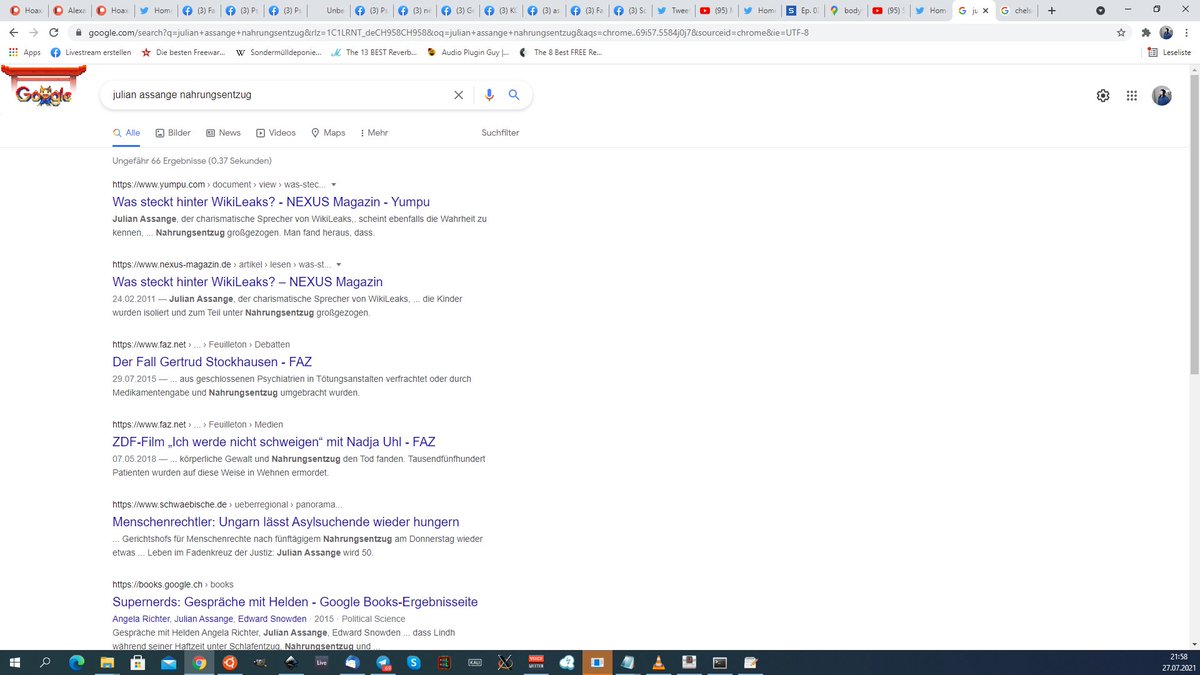 Hoax
Alexa
Hoax
Hom
(3) Fa
(3) Ps
(3) Ps
Unbe
(3) Ps
(3) ne
(3) Gr
(3) KO
(3) as
(3) Fa
(3) So
Tweet
(95) M
Hom
Ep. 0
body
(95) S
Hom
ju
chels
google.com/search?q=julian+assange+nahrungsentzug&rlz=1C1LRNT_deCH958CH958&oq=julian+assange+nahrungsentzug&aqs=chrome..69i57.5584j0j7&sourceid=chrome&ie=UTF-8
Apps
Livestream erstellen
Die besten Freewar...
Sondermülldeponie...
The 13 BEST Reverb...
Audio Plugin Guy |...
The 8 Best FREE Re...
Leseliste
Google
julian assange nahrungsentzug
Alle
Bilder
News
Videos
Maps
Mehr
Suchfilter
Ungefähr 66 Ergebnisse (0.37 Sekunden)
https://www.yumpu.com › document › view › was-stec...
Was steckt hinter WikiLeaks? - NEXUS Magazin - Yumpu
Julian Assange, der charismatische Sprecher von WikiLeaks,. scheint ebenfalls die Wahrheit zu
kennen, ... Nahrungsentzug großgezogen. Man fand heraus, dass.
https://www.nexus-magazin.de › artikel › lesen › was-st...
Was steckt hinter WikiLeaks? – NEXUS Magazin
24.02.2011 — Julian Assange, der charismatische Sprecher von WikiLeaks, ... die Kinder
wurden isoliert und zum Teil unter Nahrungsentzug großgezogen.
https://www.faz.net › ... › Feuilleton › Debatten
Der Fall Gertrud Stockhausen - FAZ
29.07.2015 — ... aus geschlossenen Psychiatrien in Tötungsanstalten verfrachtet oder durch
Medikamentengabe und Nahrungsentzug umgebracht wurden.
https://www.faz.net › ... › Feuilleton › Medien
ZDF-Film „Ich werde nicht schweigen“ mit Nadja Uhl - FAZ
07.05.2018 — ... körperliche Gewalt und Nahrungsentzug den Tod fanden. Tausendfünfhundert
Patienten wurden auf diese Weise in Wehnen ermordet.
https://www.schwaebische.de › ueberregional › panorama...
Menschenrechtler: Ungarn lässt Asylsuchende wieder hungern
... Gerichtshofs für Menschenrechte nach fünftägigem Nahrungsentzug am Donnerstag wieder
etwas ... Leben im Fadenkreuz der Justiz: Julian Assange wird 50.
https://books.google.ch › books
Supernerds: Gespräche mit Helden - Google Books-Ergebnisseite
Angela Richter, Julian Assange, Edward Snowden · 2015 · Political Science
Gespräche mit Helden Angela Richter, Julian Assange, Edward Snowden ... dass Lindh
während seiner Haftzeit unter Schlafentzug, Nahrungsentzug und ...
Live
21:58
27.07.2021